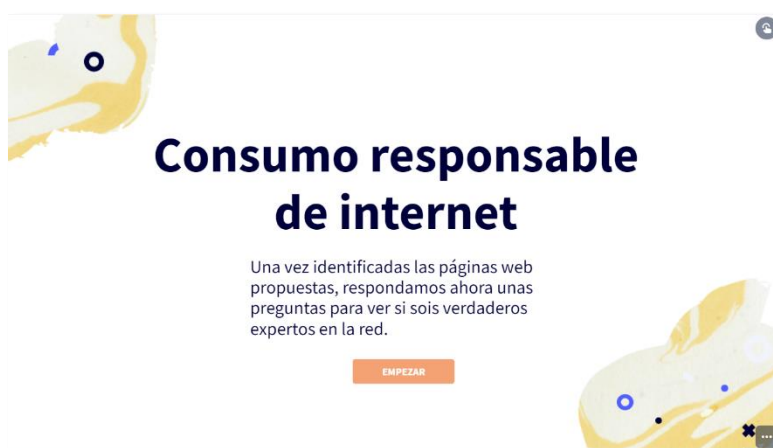 Consumo responsable
de internet
Una vez identificadas las páginas web
propuestas, respondamos ahora unas
preguntas para ver si sois verdaderos
expertos en la red.
EMPEZAR